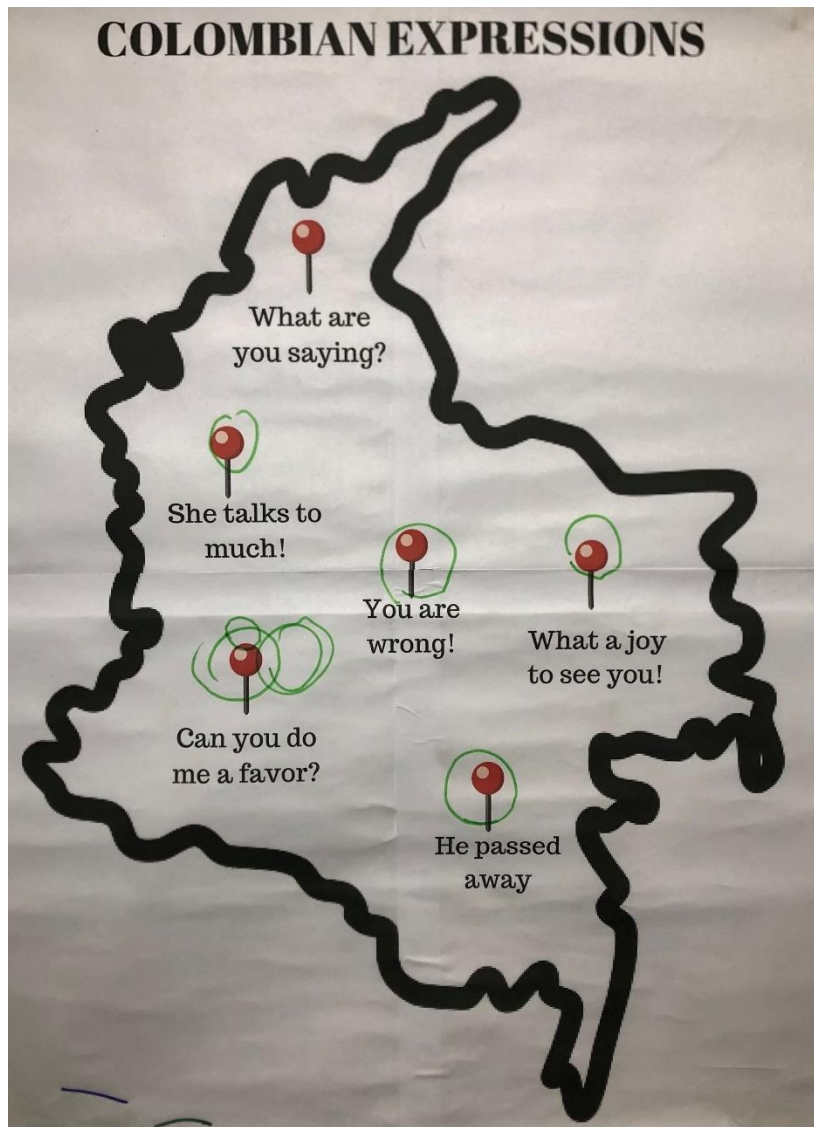 COLOMBIAN EXPRESSIONS
What are
you saying?
She talks to
much!
You are
wrong!
What a joy
to see you!
Can you do
me a favor?
He passed
away